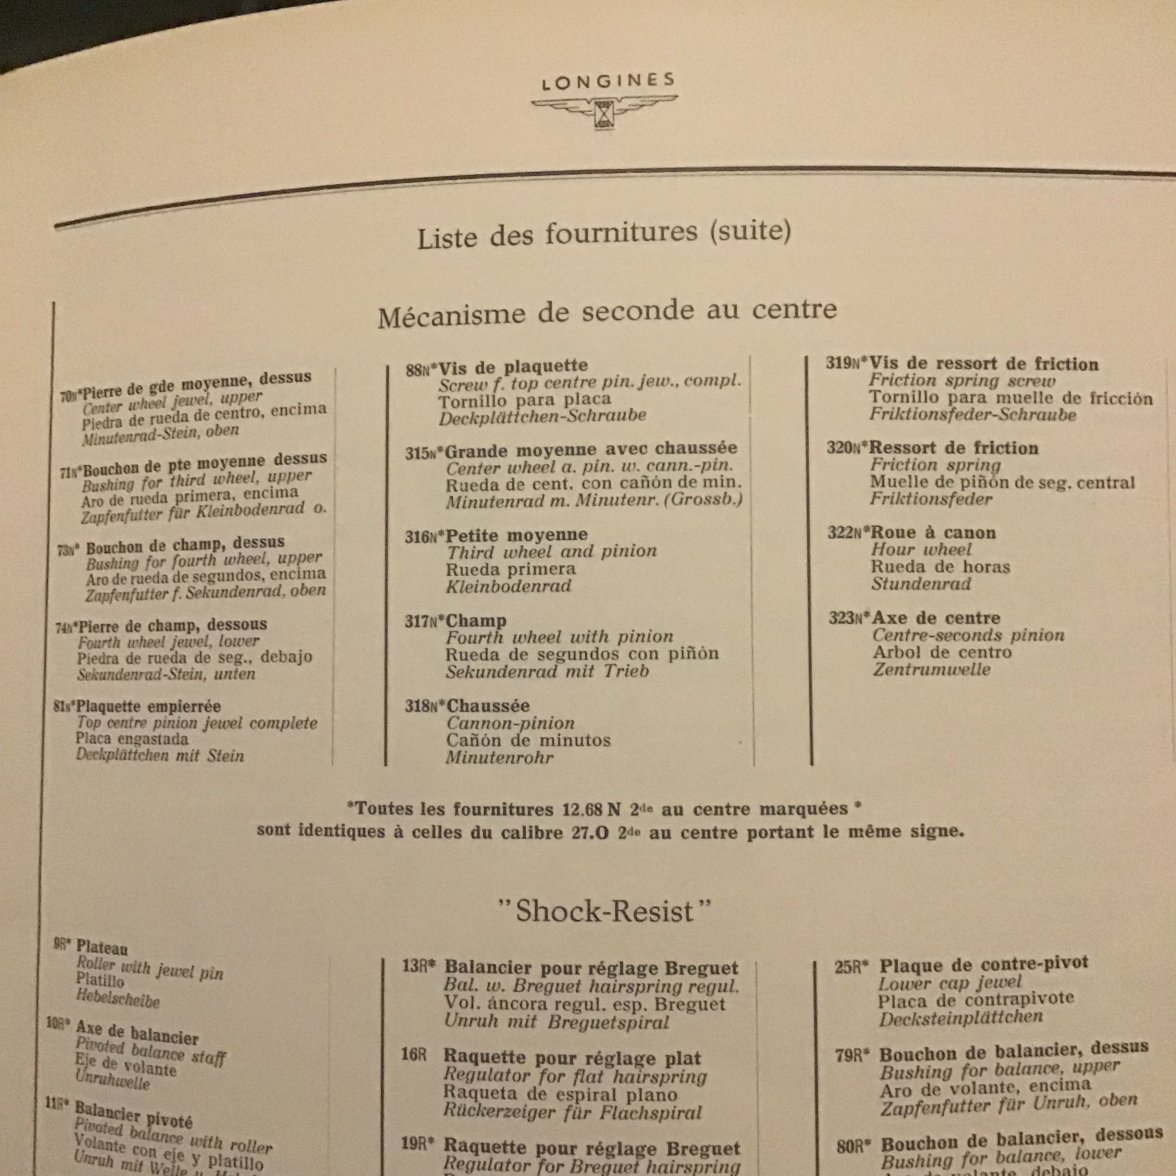 LONGINES
Liste des fournitures (suite)
Mécanisme de seconde au centre
70N*Pierre de gde moyenne, dessus
Center wheel jewel, upper
Piedra de rueda de centro, encima
Minutenrad-Stein, oben
71N*Bouchon de pte moyenne dessus
Bushing for third wheel, upper
Aro de rueda primera, encima
Zapfenfutter für Kleinbodenrad o.
73N* Bouchon de champ, dessus
Bushing for fourth wheel, upper
Aro de rueda de segundos, encima
Zapfenfutter f. Sekundenrad, oben
74N*Pierre de champ, dessous
Fourth wheel jewel, lower
Piedra de rueda de seg., debajo
Sekundenrad-Stein, unten
81N*Plaquette empierrée
Top centre pinion jewel complete
Placa engastada
Deckplättchen mit Stein
88N*Vis de plaquette
Screw f. top centre pin. jew., compl.
Tornillo para placa
Deckplättchen-Schraube
315N*Grande moyenne avec chaussée
Center wheel a. pin. w. cann.-pin.
Rueda de cent. con cañón de min.
Minutenrad m. Minutenr. (Grossb.)
316N*Petite moyenne
Third wheel and pinion
Rueda primera
Kleinbodenrad
317N*Champ
Fourth wheel with pinion
Rueda de segundos con piñón
Sekundenrad mit Trieb
318N*Chaussée
Cannon-pinion
Cañón de minutos
Minutenrohr
319N*Vis de ressort de friction
Friction spring screw
Tornillo para muelle de fricción
Friktionsfeder-Schraube
320N*Ressort de friction
Friction spring
Muelle de piñón de seg. central
Friktionsfeder
322N*Roue à canon
Hour wheel
Rueda de horas
Stundenrad
323N*Axe de centre
Centre-seconds pinion
Arbol de centro
Zentrumwelle
*Toutes les fournitures 12.68 N 2de au centre marquées *
sont identiques à celles du calibre 27.O 2de au centre portant le même signe.
"Shock-Resist"
9R* Plateau
Roller with jewel pin
Platillo
Hebelscheibe
10R* Axe de balancier
Pivoted balance staff
Eje de volante
Unruhwelle
11R* Balancier pivoté
Pivoted balance with roller
Volante con eje y platillo
Unruh mit Welle u.
13R* Balancier pour réglage Breguet
Bal. w. Breguet hairspring regul.
Vol. áncora regul. esp. Breguet
Unruh mit Breguetspiral
16R Raquette pour réglage plat
Regulator for flat hairspring
Raqueta de espiral plano
Rückerzeiger für Flachspiral
19R* Raquette pour réglage Breguet
Regulator for Breguet hairspring
25R* Plaque de contre-pivot
Lower cap jewel
Placa de contrapivote
Decksteinplättchen
79R* Bouchon de balancier, dessus
Bushing for balance, upper
Aro de volante, encima
Zapfenfutter für Unruh, oben
80R* Bouchon de balancier, dessous
Bushing for balance, lower
Aro de volante, debajo